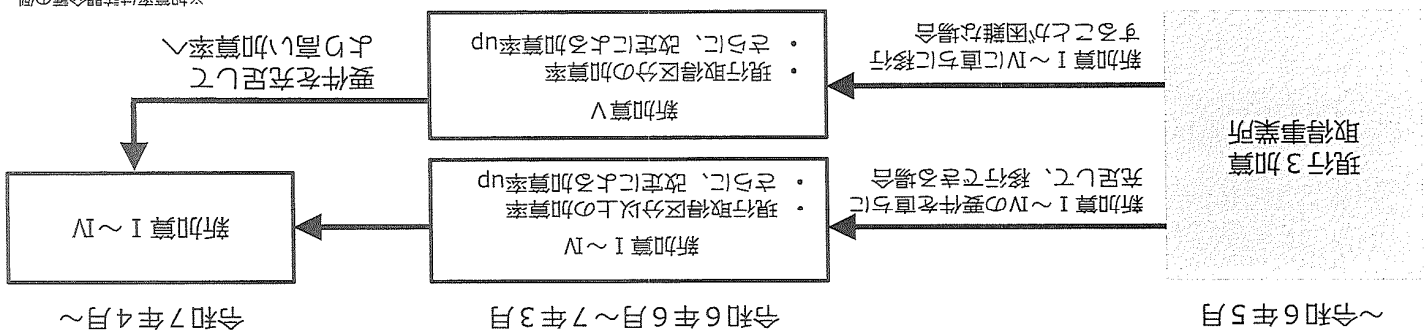 ～令和６年５月
令和６年６月～７年３月
令和７年４月～
現行３加算
取得事業所
新加算Ⅰ～Ⅳの要件を直ちに
充足して、移行できる場合
新加算Ⅰ～Ⅳ
・ 現行取得区分以上の加算率
・ さらに、改定による加算率up
新加算Ⅰ～Ⅳ
新加算Ⅰ～Ⅳに直ちに移行
することが困難な場合
新加算Ⅴ
・ 現行取得区分の加算率
・ さらに、改定による加算率up
要件を充足して
より高い加算率へ